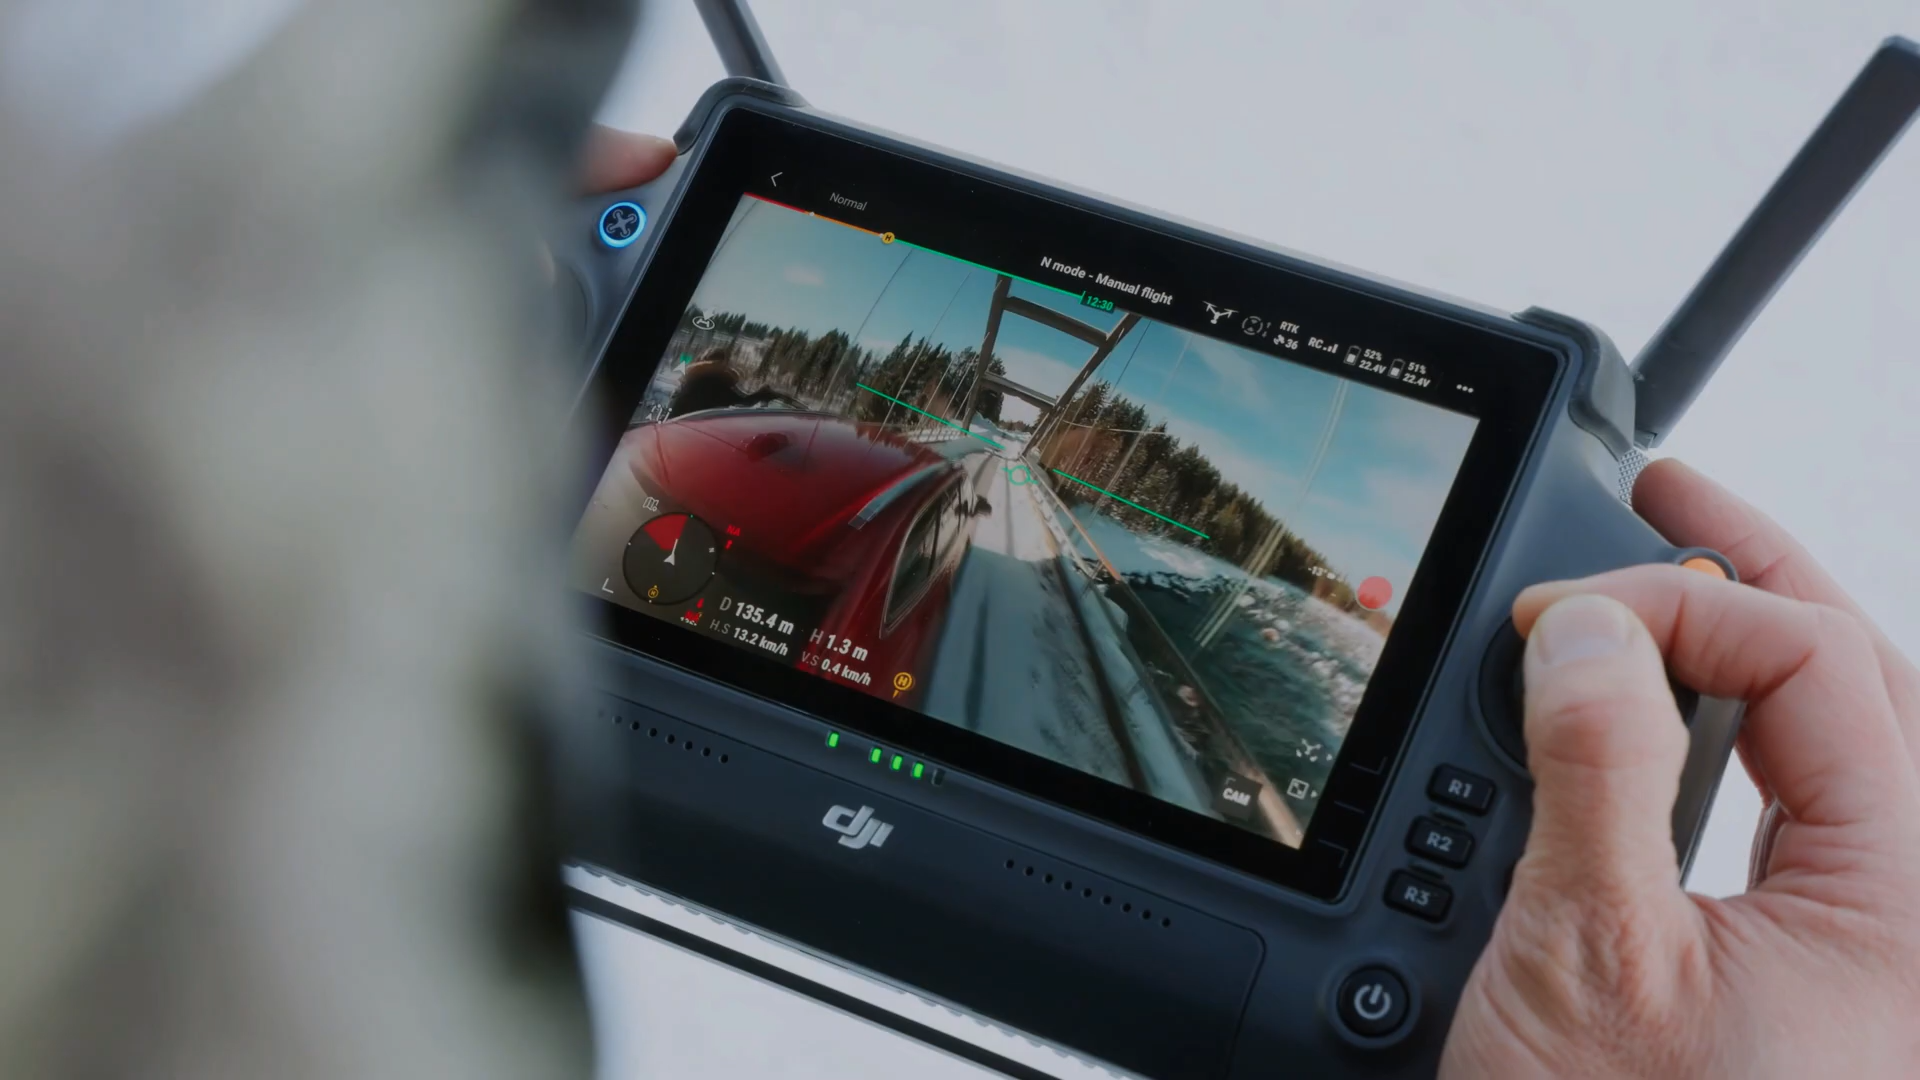 Normal
N mode - Manual flight
12:30
H
RTK
36
RC
52%
22.4V
51%
22.4V
NA
D 135.4 m
H.S 13.2 km/h
H 1.3 m
V.S 0.4 km/h
H
CAM
dji
R1
R2
R3